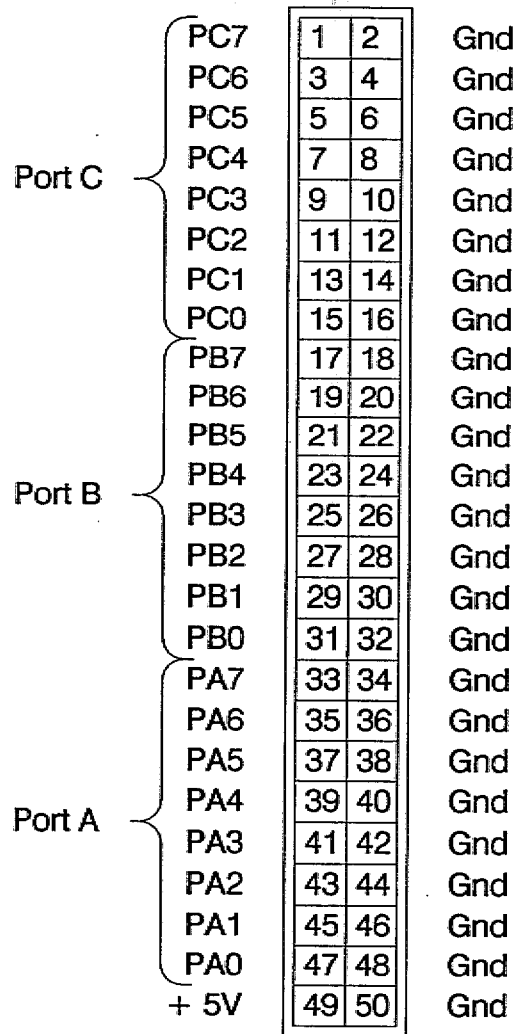 PC7 1 2 Gnd
PC6 3 4 Gnd
PC5 5 6 Gnd
Port C PC4 7 8 Gnd
PC3 9 10 Gnd
PC2 11 12 Gnd
PC1 13 14 Gnd
PC0 15 16 Gnd
PB7 17 18 Gnd
PB6 19 20 Gnd
PB5 21 22 Gnd
Port B PB4 23 24 Gnd
PB3 25 26 Gnd
PB2 27 28 Gnd
PB1 29 30 Gnd
PB0 31 32 Gnd
PA7 33 34 Gnd
PA6 35 36 Gnd
PA5 37 38 Gnd
Port A PA4 39 40 Gnd
PA3 41 42 Gnd
PA2 43 44 Gnd
PA1 45 46 Gnd
PA0 47 48 Gnd
+ 5V 49 50 Gnd